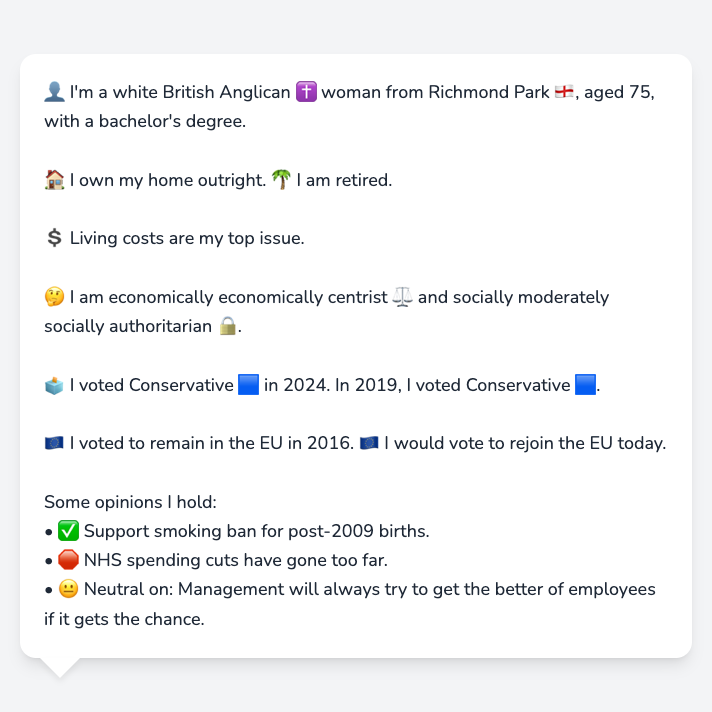 👤 I'm a white British Anglican ✝️ woman from Richmond Park 🏴󠁧󠁢󠁥󠁮󠁧󠁿, aged 75,
with a bachelor's degree.
🏠 I own my home outright. 🌴 I am retired.
💲 Living costs are my top issue.
🤔 I am economically economically centrist ⚖️ and socially moderately
socially authoritarian 🔒.
🗳️ I voted Conservative 🟦 in 2024. In 2019, I voted Conservative 🟦.
🇪🇺 I voted to remain in the EU in 2016. 🇪🇺 I would vote to rejoin the EU today.
Some opinions I hold:
• ✅ Support smoking ban for post-2009 births.
• 🛑 NHS spending cuts have gone too far.
• 😐 Neutral on: Management will always try to get the better of employees
if it gets the chance.